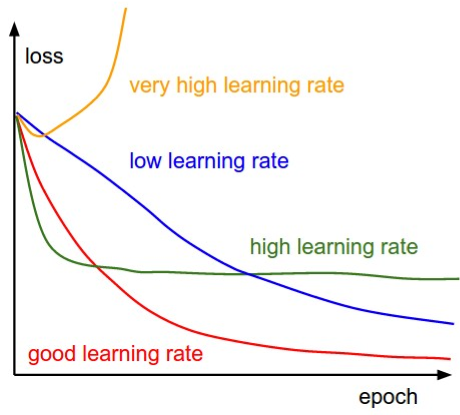 loss
very high learning rate
low learning rate
high learning rate
good learning rate
epoch